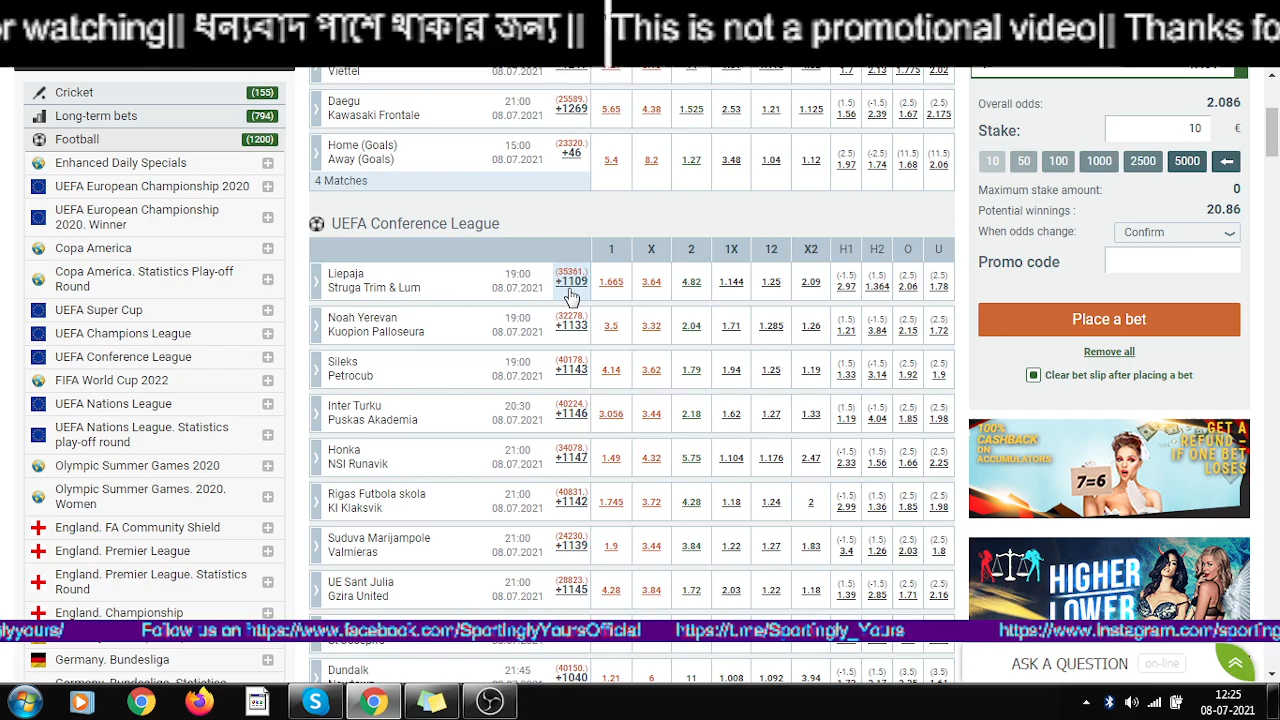 or watching|| ধন্যবাদ পাশে থাকার জন্য || This is not a promotional video|| Thanks fo
Cricket (155)
Long-term bets (794)
Football (1200)
Enhanced Daily Specials
UEFA European Championship 2020
UEFA European Championship
2020. Winner
Copa America
Copa America. Statistics Play-off
Round
UEFA Super Cup
UEFA Champions League
UEFA Conference League
FIFA World Cup 2022
UEFA Nations League
UEFA Nations League. Statistics
play-off round
Olympic Summer Games 2020
Olympic Summer Games. 2020.
Women
England. FA Community Shield
England. Premier League
England. Premier League. Statistics
Round
England. Championship
Germany. Bundesliga
Viettel 08.07.2021 1.7 2.13 1.775 2.02
Daegu 21:00 (25589.) (1.5) (-1.5) (2.5) (2.5)
Kawasaki Frontale 08.07.2021 +1269 5.65 4.38 1.525 2.53 1.21 1.125 1.56 2.39 1.67 2.175
Home (Goals) 15:00 (23320.) (2.5) (-2.5) (11.5) (11.5)
Away (Goals) 08.07.2021 +46 5.4 8.2 1.27 3.48 1.04 1.12 1.97 1.74 1.68 2.06
4 Matches
UEFA Conference League
1 X 2 1X 12 X2 H1 H2 O U
Liepaja 19:00 (35361.) (-1.5) (1.5) (2.5) (2.5)
Struga Trim & Lum 08.07.2021 +1109 1.665 3.64 4.82 1.144 1.25 2.09 2.97 1.364 2.06 1.78
Noah Yerevan 19:00 (32278.) (1.5) (-1.5) (2.5) (2.5)
Kuopion Palloseura 08.07.2021 +1133 3.5 3.32 2.04 1.71 1.285 1.26 1.21 3.84 2.15 1.72
Sileks 19:00 (40178.) (1.5) (-1.5) (2.5) (2.5)
Petrocub 08.07.2021 +1143 4.14 3.62 1.79 1.94 1.25 1.19 1.33 3.14 1.92 1.9
Inter Turku 20:30 (40224.) (1.5) (-1.5) (2.5) (2.5)
Puskas Akademia 08.07.2021 +1146 3.056 3.44 2.18 1.62 1.27 1.33 1.19 4.04 1.85 1.98
Honka 21:00 (34078.) (-1.5) (1.5) (2.5) (2.5)
NSI Runavik 08.07.2021 +1147 1.49 4.32 5.75 1.104 1.176 2.47 2.33 1.56 1.66 2.25
Rigas Futbola skola 21:00 (40831.) (-1.5) (1.5) (2.5) (2.5)
KI Klaksvik 08.07.2021 +1142 1.745 3.72 4.28 1.18 1.24 2 2.99 1.36 1.85 1.98
Suduva Marijampole 21:00 (24230.) (-1.5) (1.5) (2.5) (2.5)
Valmieras 08.07.2021 +1139 1.9 3.44 3.84 1.22 1.27 1.83 3.4 1.26 2.03 1.8
UE Sant Julia 21:00 (28823.) (1.5) (-1.5) (2.5) (2.5)
Gzira United 08.07.2021 +1145 4.28 3.84 1.72 2.03 1.22 1.18 1.39 2.85 1.71 2.16
Dundalk 21:45 (40150.) (3.5) (3.5)
+1040 1.21 6 11 1.008 1.092 3.94
Overall odds: 2.086
Stake: 10 €
10 50 100 1000 2500 5000
Maximum stake amount: 0
Potential winnings : 20.86
When odds change: Confirm
Promo code
Place a bet
Remove all
Clear bet slip after placing a bet
100% CASHBACK ON ACCUMULATORS
7=6
GET A REFUND – IF ONE BET LOSES
HIGHER
LOWER
glyyours/ Follow us on https://www.facebook.com/SportinglyYoursOfficial https://t.me/Sportingly_Yours https://www.instagram.com/sporting
ASK A QUESTION on-line
12:25
08-07-2021